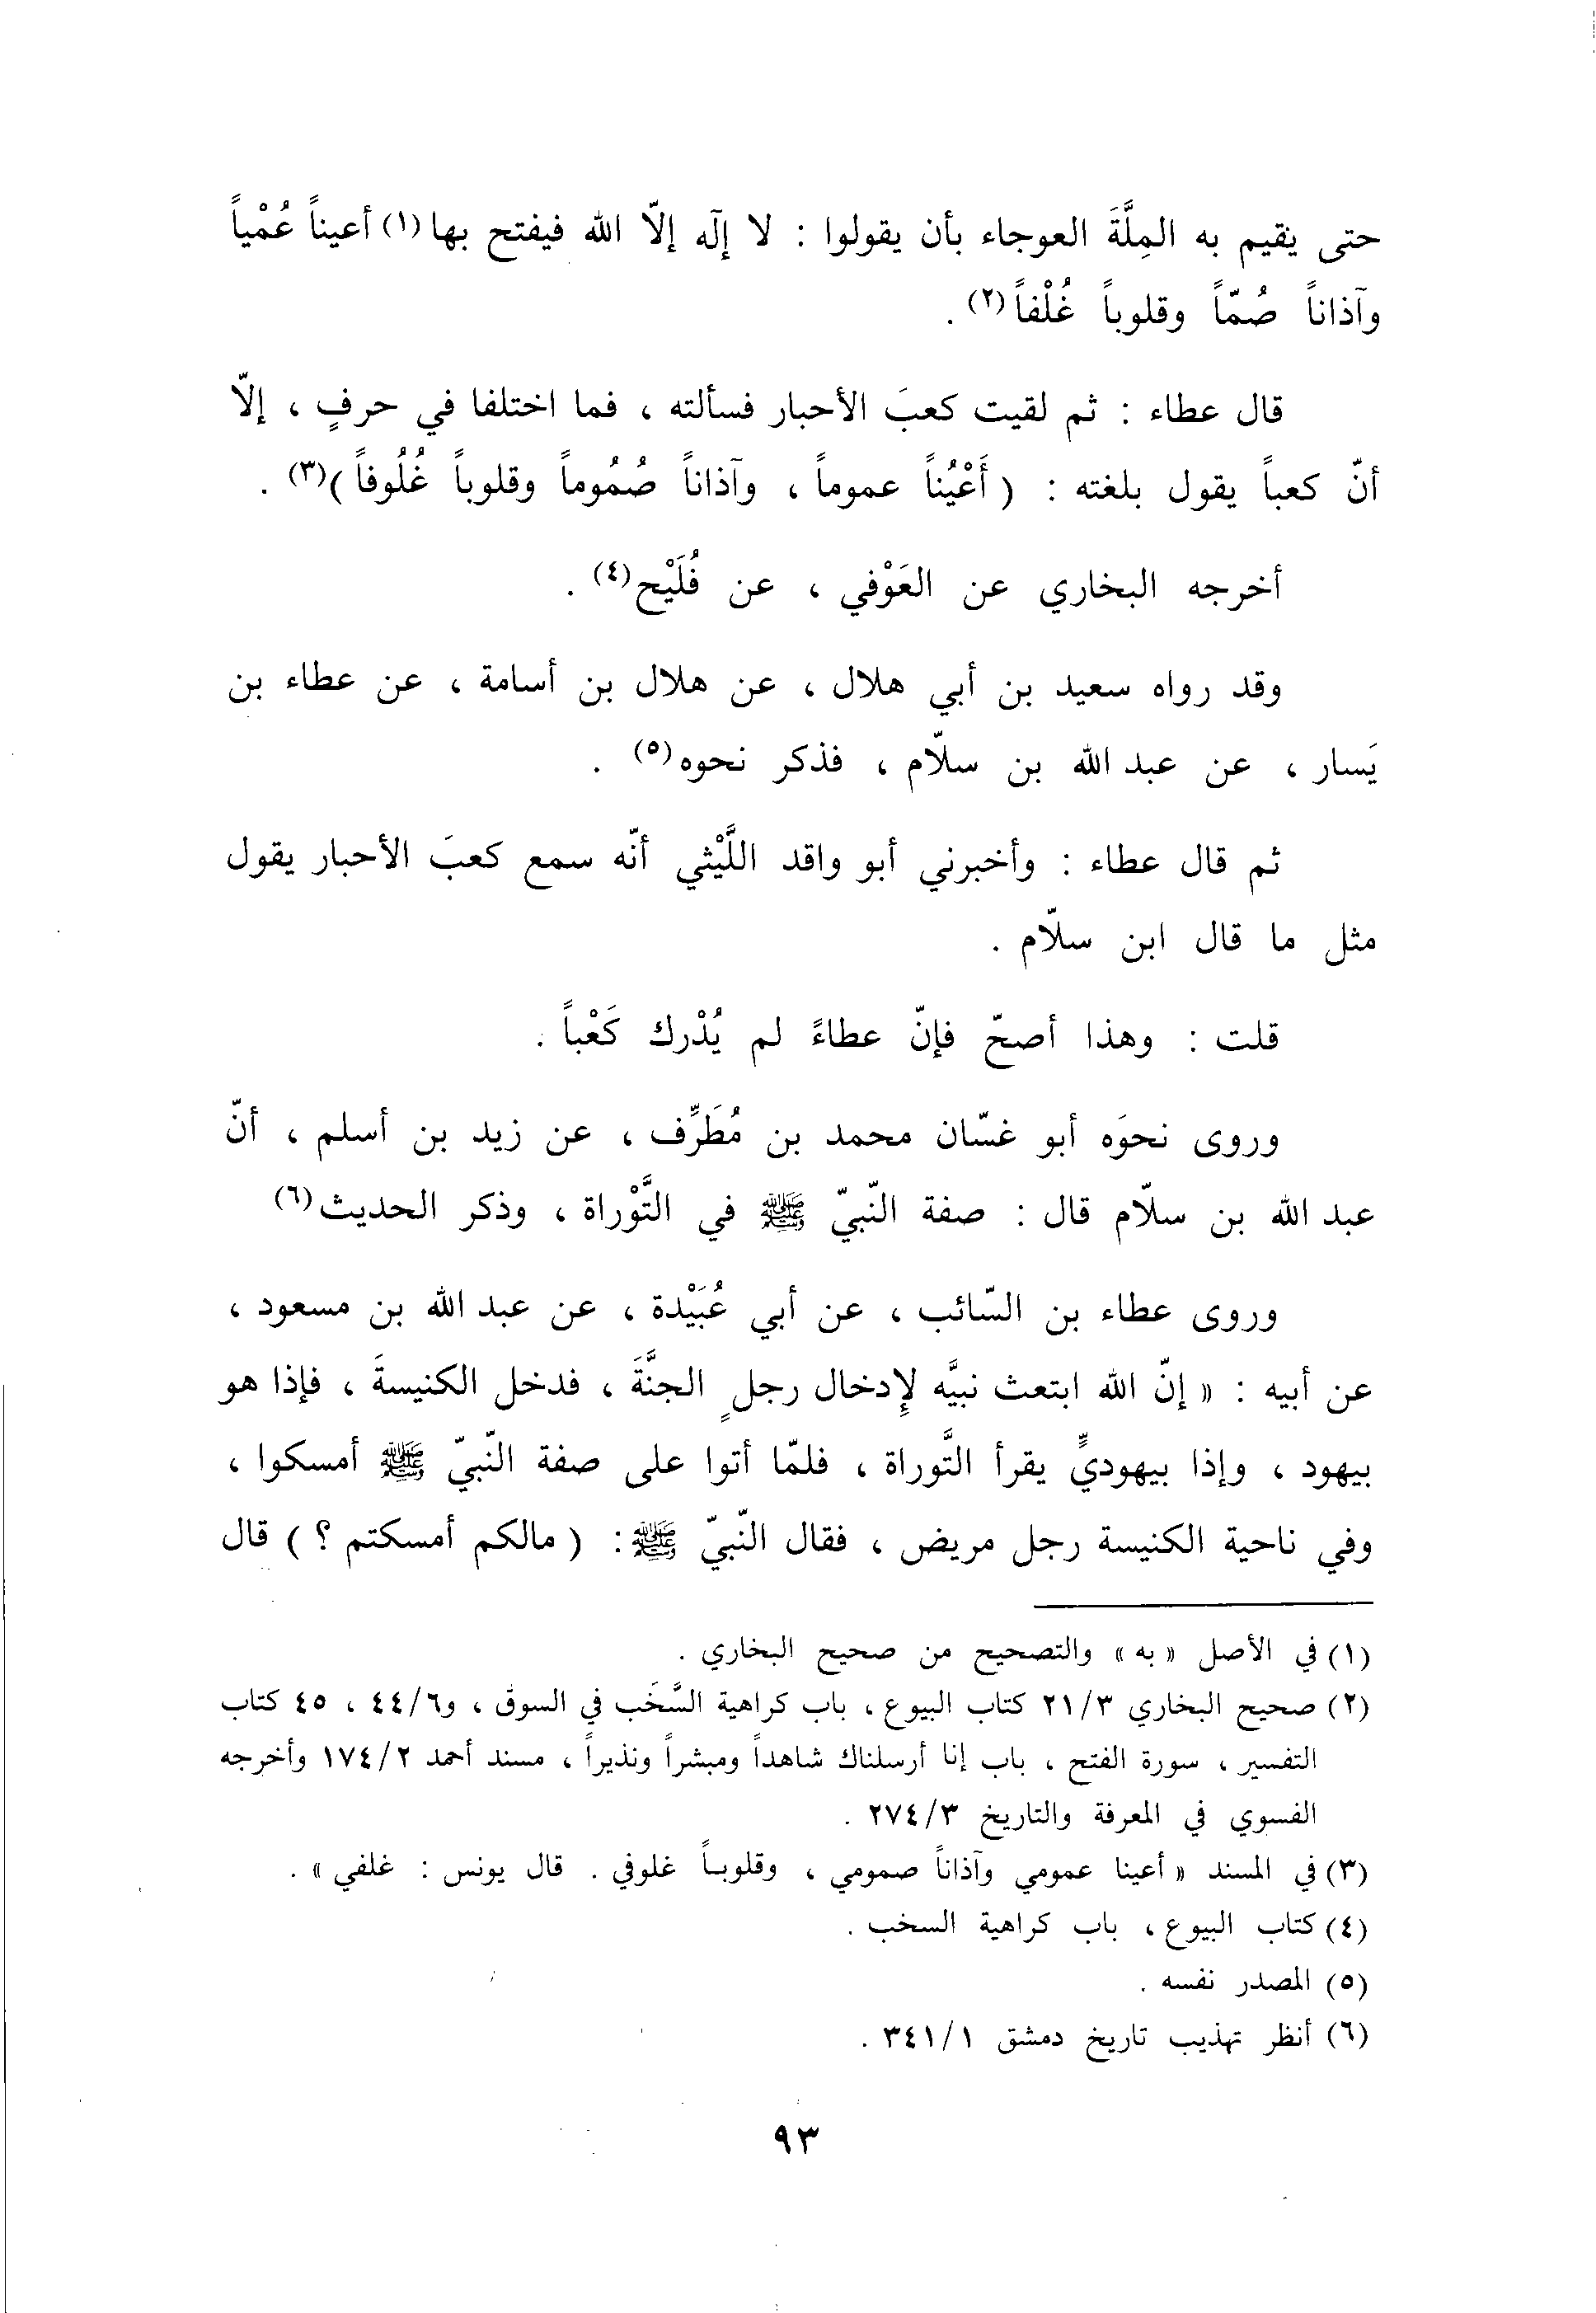 حتى يقيم به المِلَّةَ العوجاء بأن يقولوا : لا إلٓه إلاّ الله فيفتح بها(١) أعيناً عُمْياً
وآذاناً صُمّاً وقلوباً غُلْفاً(٢) .
قال عطاء : ثم لقيت كعبَ الأحبار فسألته ، فما اختلفا في حرفٍ ، إلاّ
أنّ كعباً يقول بلغته : ( أَعْيُناً عموماً ، وآذاناً صُمُوماً وقلوباً غُلُوفاً )(٣) .
أخرجه البخاري عن العَوْفي ، عن فُلَيْح(٤) .
وقد رواه سعيد بن أبي هلال ، عن هلال بن أسامة ، عن عطاء بن
يَسار ، عن عبد الله بن سلاّم ، فذكر نحوه(٥) .
ثم قال عطاء : وأخبرني أبو واقد اللَّيْثي أنّه سمع كعبَ الأحبار يقول
مثل ما قال ابن سلاّم .
قلت : وهذا أصحّ فإنّ عطاءً لم يُدْرك كَعْباً .
وروى نحوَه أبو غسّان محمد بن مُطَرِّف ، عن زيد بن أسلم ، أنّ
عبد الله بن سلاّم قال : صفة النّبيّ ﷺ في التَّوْراة ، وذكر الحديث(٦)
وروى عطاء بن السّائب ، عن أبي عُبَيْدة ، عن عبد الله بن مسعود ،
عن أبيه : « إنّ الله ابتعث نبيَّه لإِدخال رجلٍ الجنَّةَ ، فدخل الكنيسةَ ، فإذا هو
بيهود ، وإذا بيهوديٍّ يقرأ التَّوراة ، فلمّا أتوا على صفة النّبيّ ﷺ أمسكوا ،
وفي ناحية الكنيسة رجل مريض ، فقال النّبيّ ﷺ : ( مالكم أمسكتم ؟ ) قال
(١) في الأصل « به » والتصحيح من صحيح البخاري .
(٢) صحيح البخاري ٢١/٣ كتاب البيوع ، باب كراهية السَّخَب في السوق ، و٤٤/٦ ، ٤٥ كتاب
التفسير ، سورة الفتح ، باب إنا أرسلناك شاهداً ومبشراً ونذيراً ، مسند أحمد ١٧٤/٢ وأخرجه
الفسوي في المعرفة والتاريخ ٢٧٤/٣ .
(٣) في المسند « أعينا عمومي وآذاناً صمومي ، وقلوباً غلوفي . قال يونس : غلفي » .
(٤) كتاب البيوع ، باب كراهية السخب .
(٥) المصدر نفسه .
(٦) أنظر تهذيب تاريخ دمشق ٣٤١/١ .
٩٣